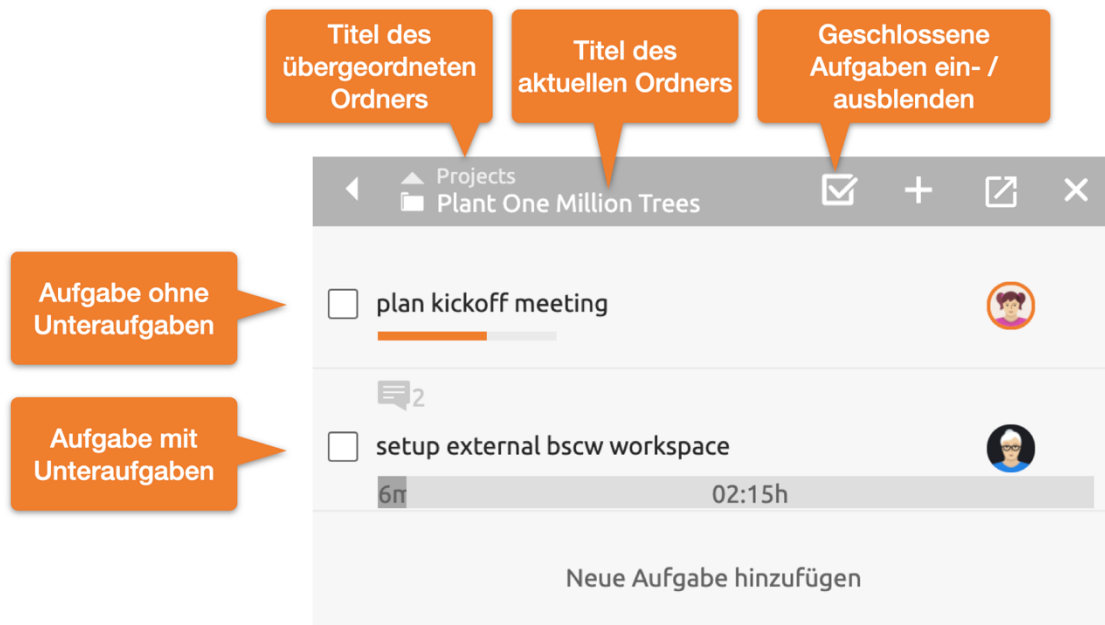 Titel des
übergeordneten
Ordners
Titel des
aktuellen Ordners
Geschlossene
Aufgaben ein- /
ausblenden
Projects
Plant One Million Trees
Aufgabe ohne
Unteraufgaben
plan kickoff meeting
2
Aufgabe mit
Unteraufgaben
setup external bscw workspace
6m 02:15h
Neue Aufgabe hinzufügen